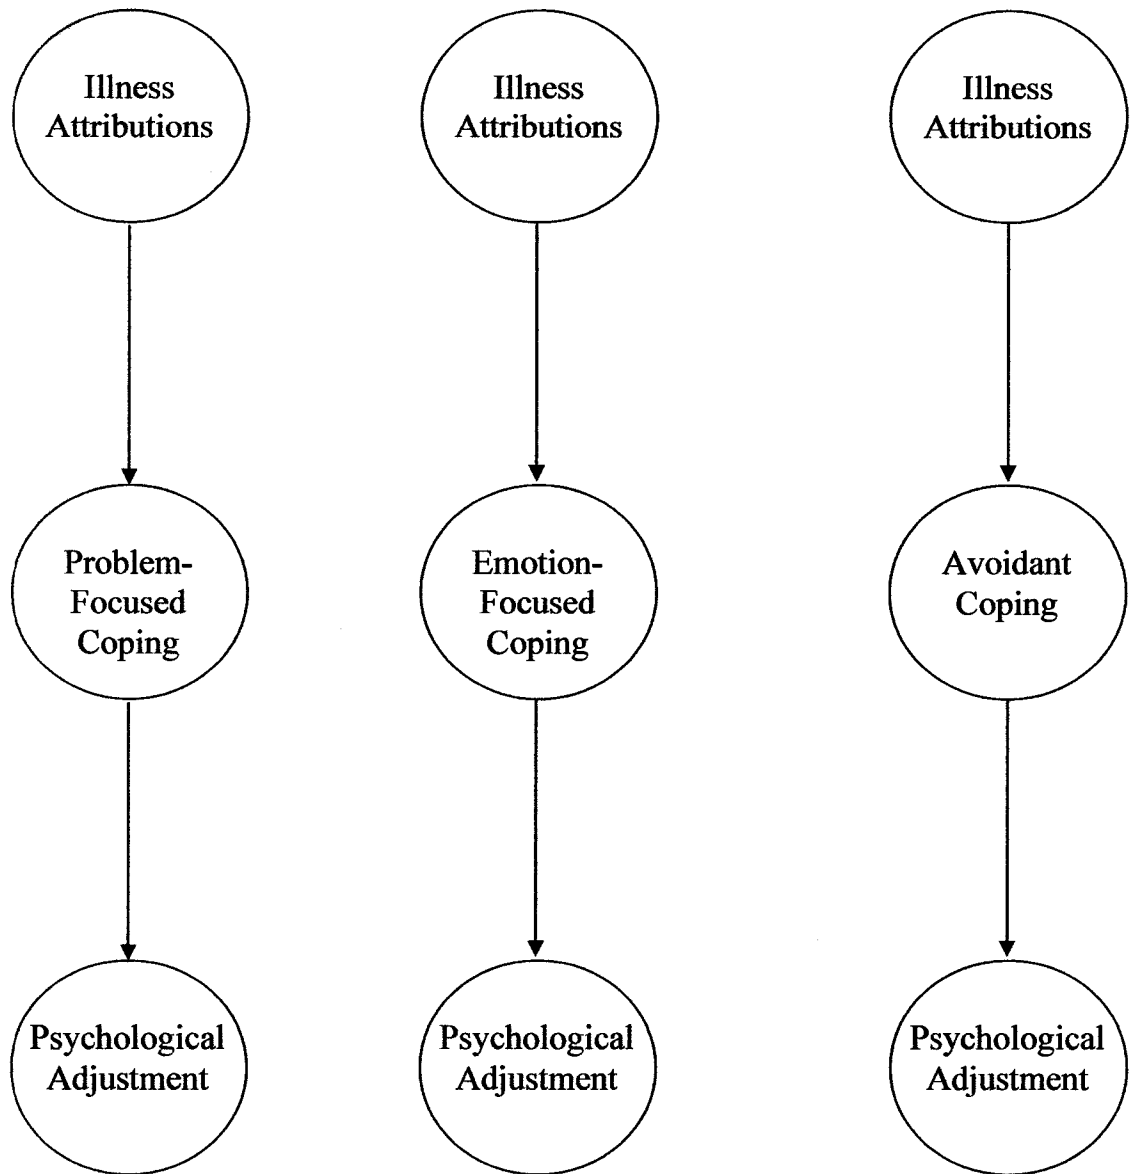 Illness
Attributions
Illness
Attributions
Illness
Attributions
Problem-
Focused
Coping
Emotion-
Focused
Coping
Avoidant
Coping
Psychological
Adjustment
Psychological
Adjustment
Psychological
Adjustment